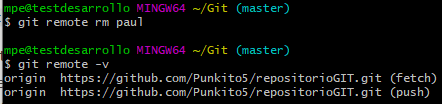 mpe@testdesarrollo MINGW64 ~/Git (master)
$ git remote rm paul
mpe@testdesarrollo MINGW64 ~/Git (master)
$ git remote -v
origin  https://github.com/Punkito5/repositorioGIT.git (fetch)
origin  https://github.com/Punkito5/repositorioGIT.git (push)